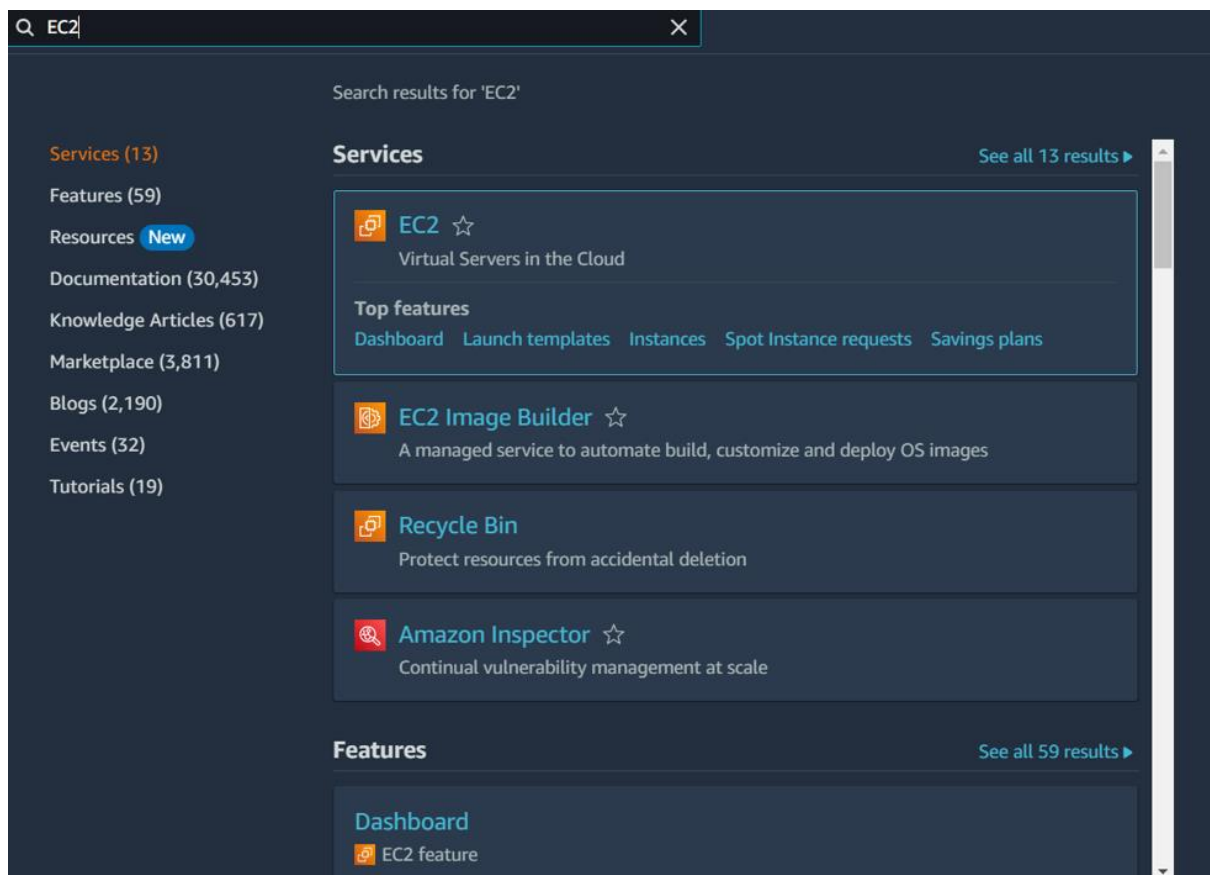 EC2
Search results for 'EC2'
Services (13)
Features (59)
Resources New
Documentation (30,453)
Knowledge Articles (617)
Marketplace (3,811)
Blogs (2,190)
Events (32)
Tutorials (19)
Services
See all 13 results
EC2
Virtual Servers in the Cloud
Top features
Dashboard Launch templates Instances Spot Instance requests Savings plans
EC2 Image Builder
A managed service to automate build, customize and deploy OS images
Recycle Bin
Protect resources from accidental deletion
Amazon Inspector
Continual vulnerability management at scale
Features
See all 59 results
Dashboard
EC2 feature